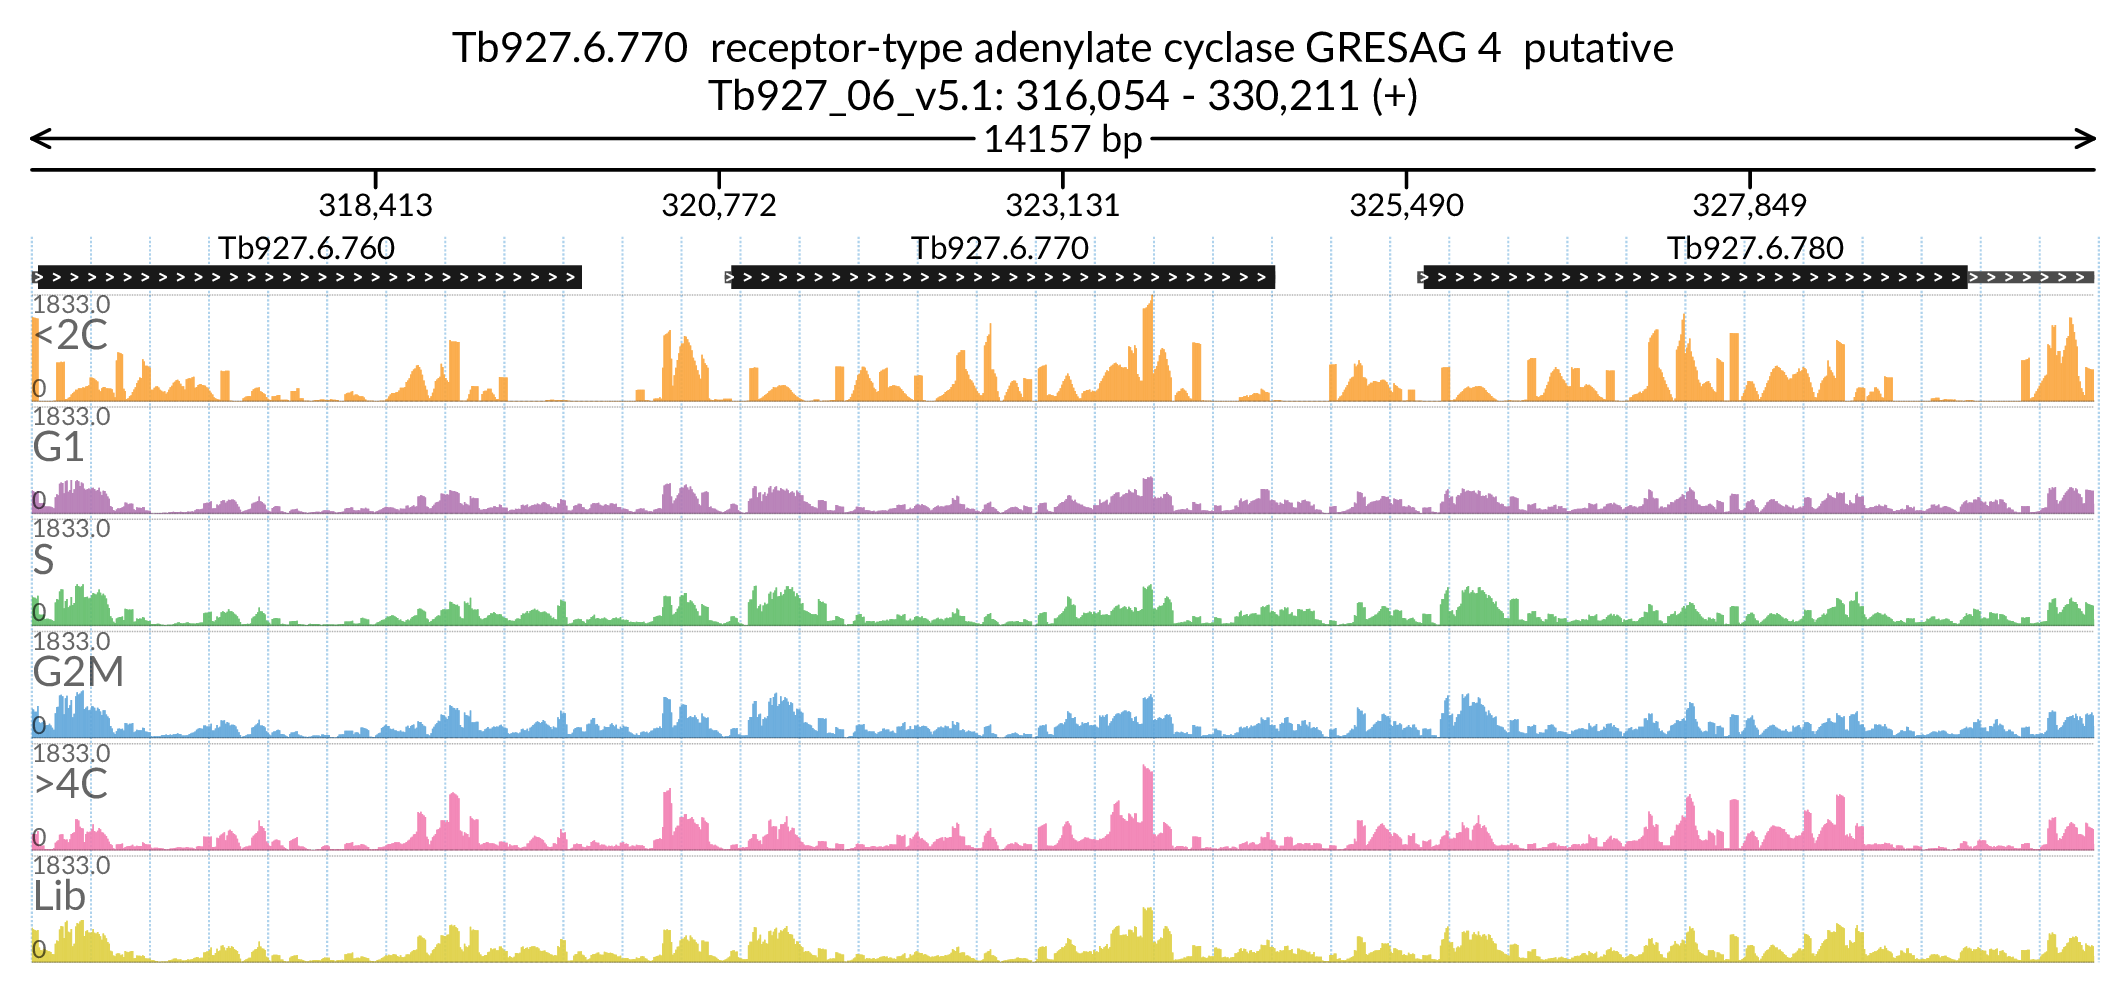 Tb927.6.770  receptor-type adenylate cyclase GRESAG 4  putative
Tb927_06_v5.1: 316,054 - 330,211 (+)
14157 bp
318,413 320,772 323,131 325,490 327,849
Tb927.6.760 Tb927.6.770 Tb927.6.780
1833.0
<2C
0
1833.0
G1
0
1833.0
S
0
1833.0
G2M
0
1833.0
>4C
0
1833.0
Lib
0